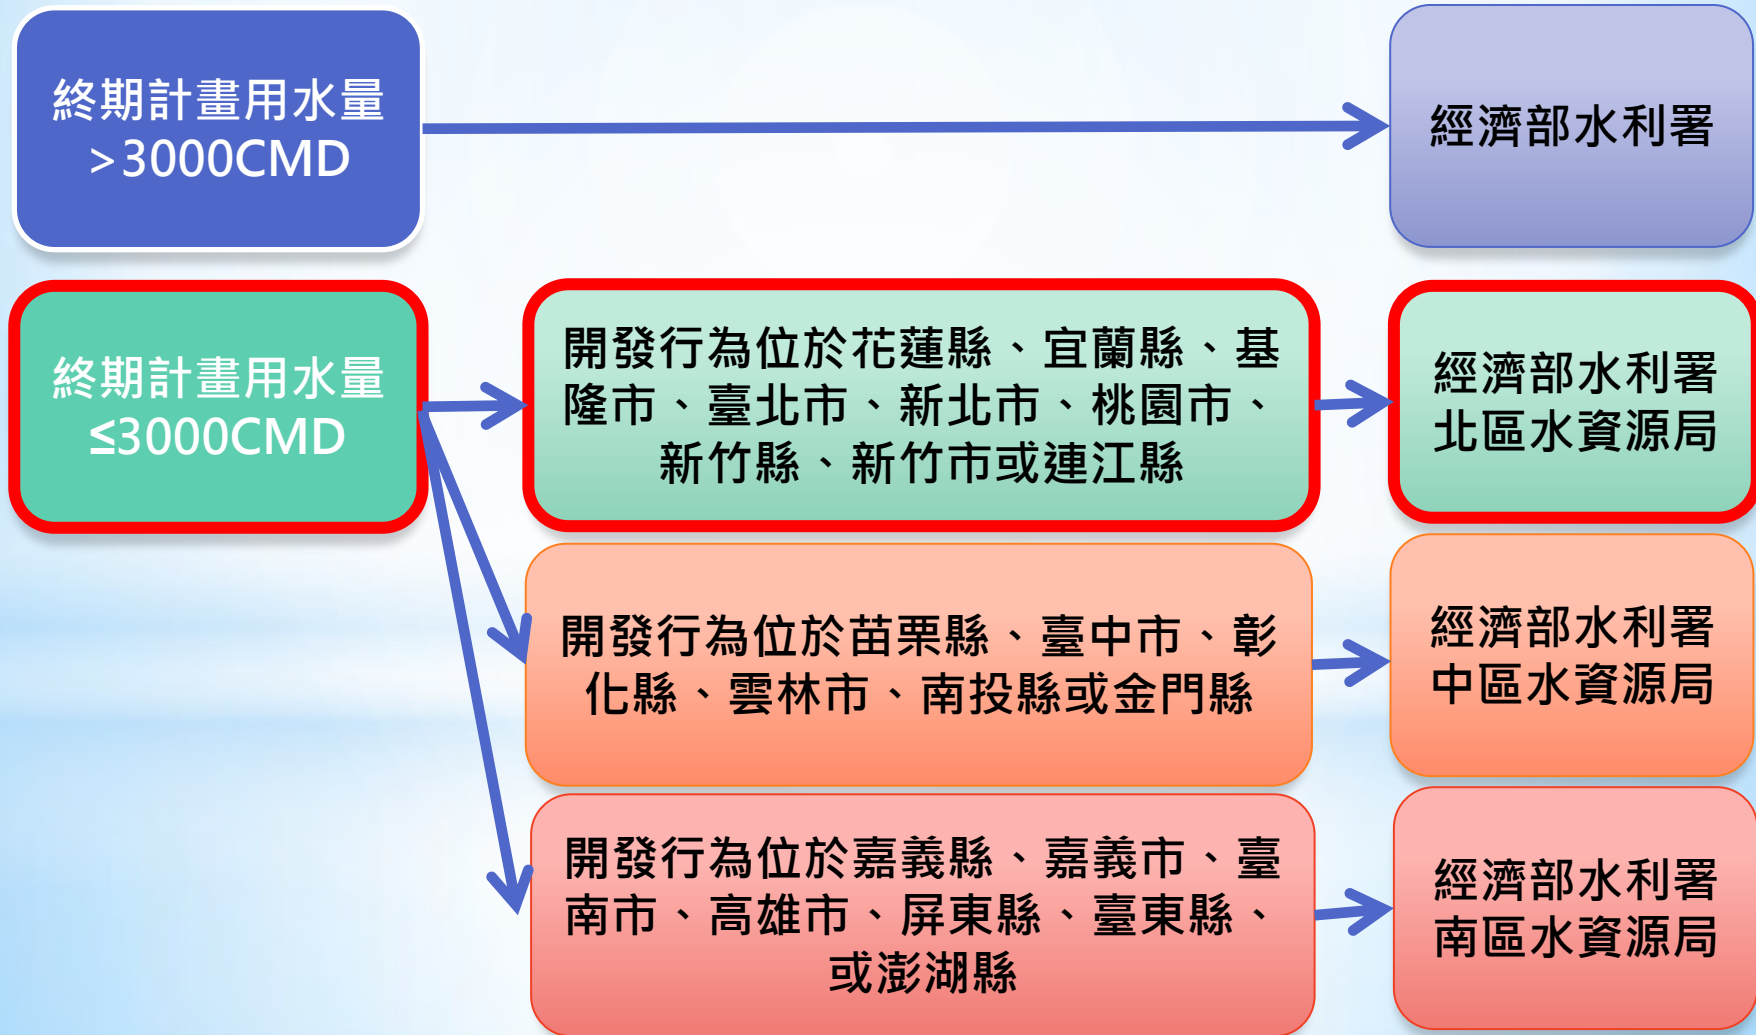 終期計畫用水量
>3000CMD
經濟部水利署
終期計畫用水量
≤3000CMD
開發行為位於花蓮縣、宜蘭縣、基
隆市、臺北市、新北市、桃園市、
新竹縣、新竹市或連江縣
經濟部水利署
北區水資源局
開發行為位於苗栗縣、臺中市、彰
化縣、雲林市、南投縣或金門縣
經濟部水利署
中區水資源局
開發行為位於嘉義縣、嘉義市、臺
南市、高雄市、屏東縣、臺東縣、
或澎湖縣
經濟部水利署
南區水資源局